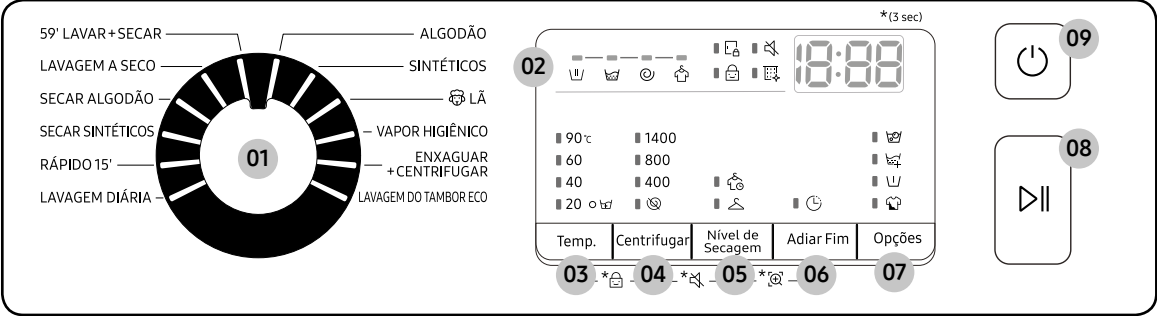 *(3 sec)
59' LAVAR+SECAR
ALGODÃO
LAVAGEM A SECO
SINTÉTICOS
SECAR ALGODÃO
LÃ
SECAR SINTÉTICOS
VAPOR HIGIÊNICO
RÁPIDO 15'
ENXAGUAR
+CENTRIFUGAR
LAVAGEM DIÁRIA
LAVAGEM DO TAMBOR ECO
01
02
18:88
90℃
1400
60
800
40
400
20
Temp.
Centrifugar
Nível de
Secagem
Adiar Fim
Opções
03
*
04
*
05
*
06
07
08
09